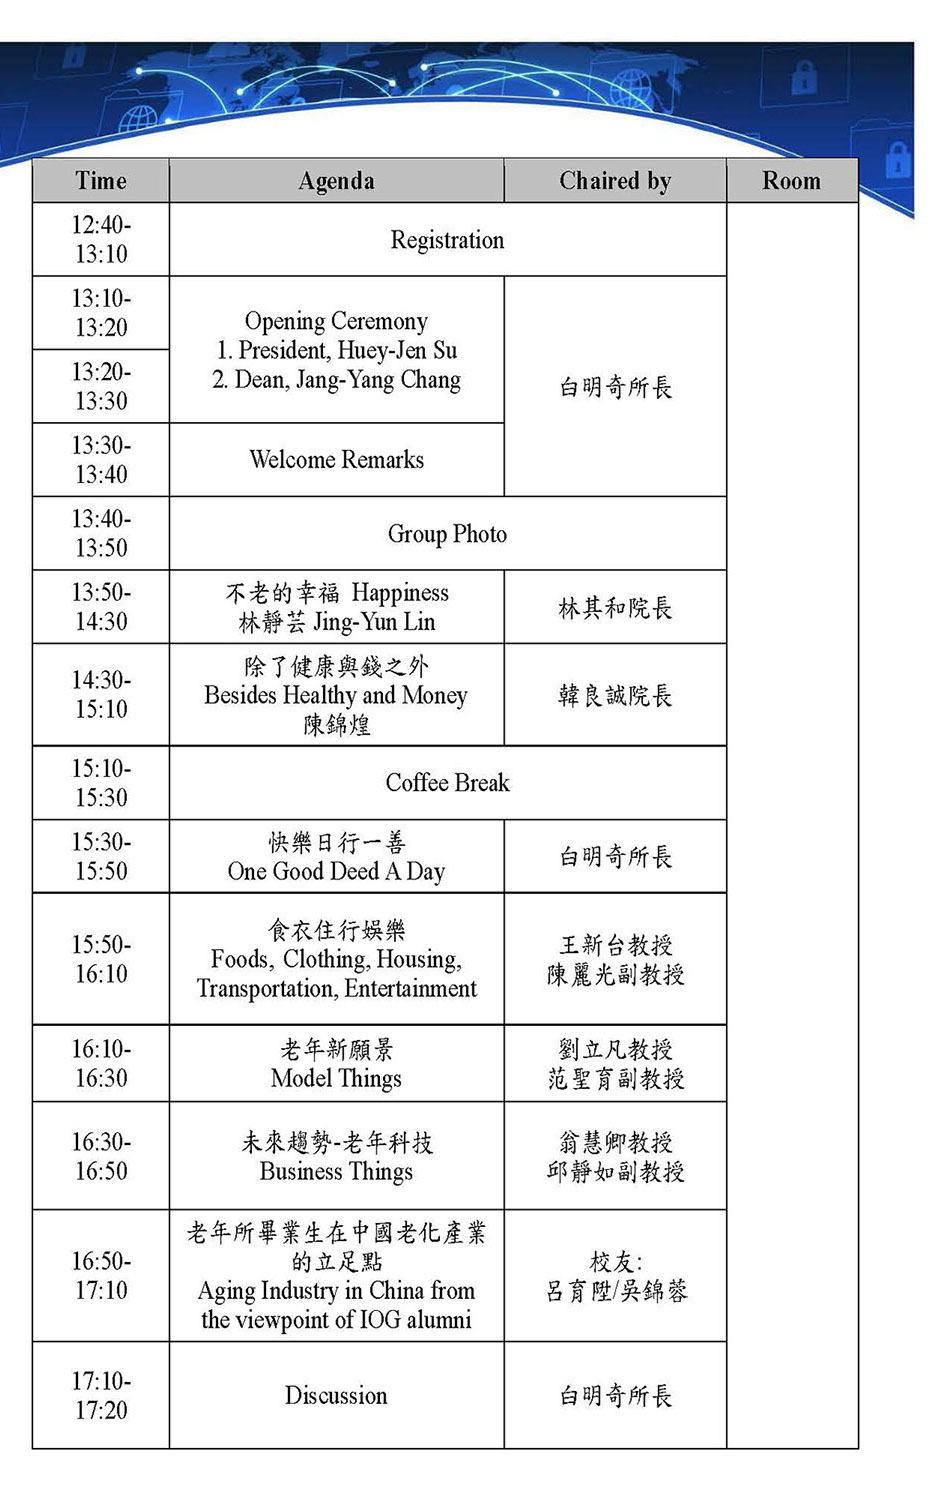 Time Agenda Chaired by Room
12:40-
13:10
Registration
13:10-
13:20
13:20-
13:30
Opening Ceremony
1. President, Huey-Jen Su
2. Dean, Jang-Yang Chang
白明奇所長
13:30-
13:40
Welcome Remarks
13:40-
13:50
Group Photo
13:50-
14:30
不老的幸福 Happiness
林靜芸 Jing-Yun Lin
林其和院長
14:30-
15:10
除了健康與錢之外
Besides Healthy and Money
陳錦煌
韓良誠院長
15:10-
15:30
Coffee Break
15:30-
15:50
快樂日行一善
One Good Deed A Day
白明奇所長
15:50-
16:10
食衣住行娛樂
Foods, Clothing, Housing,
Transportation, Entertainment
王新台教授
陳麗光副教授
16:10-
16:30
老年新願景
Model Things
劉立凡教授
范聖育副教授
16:30-
16:50
未來趨勢-老年科技
Business Things
翁慧卿教授
邱靜如副教授
16:50-
17:10
老年所畢業生在中國老化產業
的立足點
Aging Industry in China from
the viewpoint of IOG alumni
校友:
呂育陞/吳錦蓉
17:10-
17:20
Discussion
白明奇所長